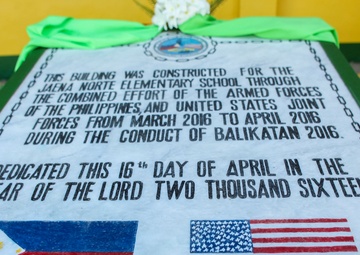 THIS BUILDING WAS CONSTRUCTED FOR THE
JAENA NORTE ELEMENTARY SCHOOL THROUGH
THE COMBINED EFFORT OF THE ARMED FORCES
OF THE PHILIPPINES, AND UNITED STATES JOINT
FORCES FROM MARCH 2016 TO APRIL 2016
DURING THE CONDUCT OF BALIKATAN 2016.
DEDICATED THIS 16th DAY OF APRIL IN THE
EAR OF THE LORD TWO THOUSAND SIXTEEN